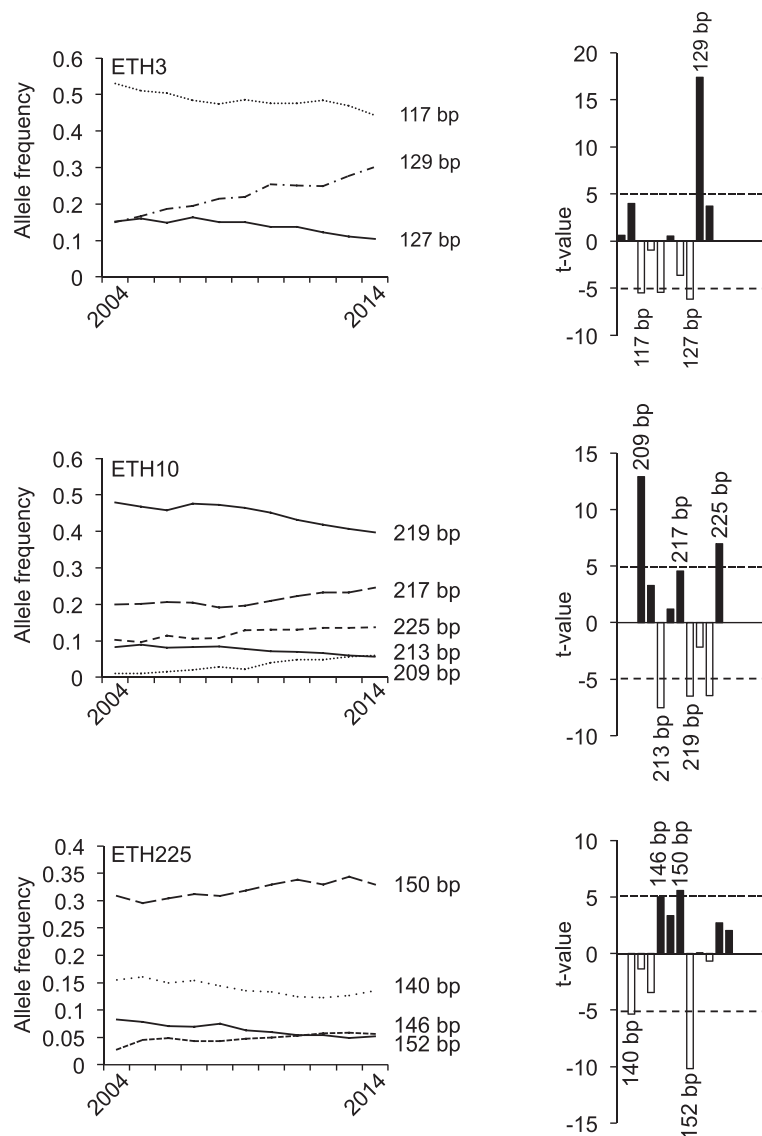 ETH3
Allele frequency
0.6
0.5
0.4
0.3
0.2
0.1
0
2004
2014
117 bp
129 bp
127 bp
t-value
20
15
10
5
0
-5
-10
129 bp
117 bp
127 bp
ETH10
Allele frequency
0.6
0.5
0.4
0.3
0.2
0.1
0
2004
2014
219 bp
217 bp
225 bp
213 bp
209 bp
t-value
15
10
5
0
-5
-10
209 bp
217 bp
225 bp
213 bp
219 bp
ETH225
Allele frequency
0.4
0.35
0.3
0.25
0.2
0.15
0.1
0.05
0
2004
2014
150 bp
140 bp
146 bp
152 bp
t-value
10
5
0
-5
-10
-15
146 bp
150 bp
140 bp
152 bp